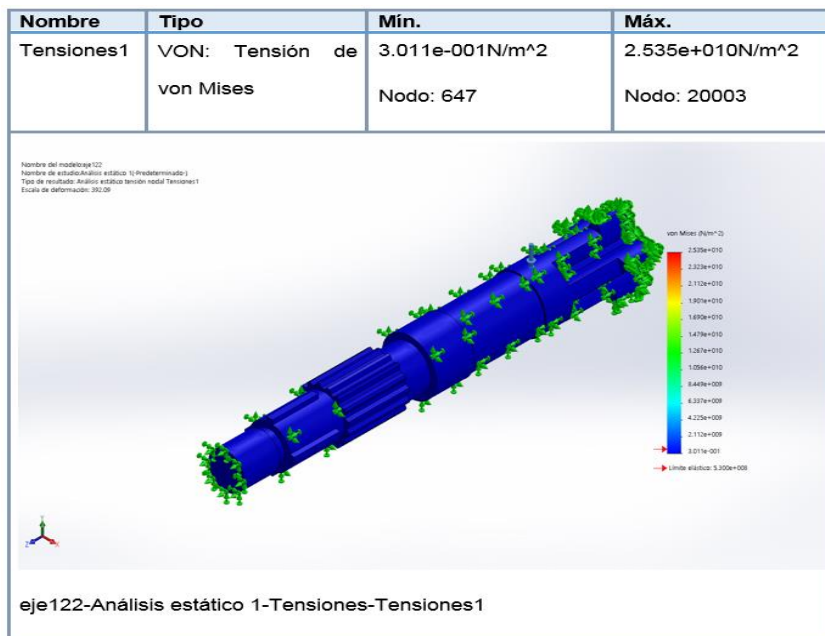 Nombre Tipo Mín. Máx.
Tensiones1 VON: Tensión de von Mises 3.011e-001N/m^2 Nodo: 647 2.535e+010N/m^2 Nodo: 20003
Nombre del modelo:eje122
Nombre de estudio:Análisis estático 1(-Predeterminado-)
Tipo de resultado: Análisis estático tensión nodal Tensiones1
Escala de deformación: 392.09
von Mises (N/m^2)
2.535e+010
2.323e+010
2.112e+010
1.901e+010
1.690e+010
1.479e+010
1.267e+010
1.056e+010
8.449e+009
6.337e+009
4.225e+009
2.112e+009
3.011e-001
Límite elástico: 5.300e+008
Y
Z X
eje122-Análisis estático 1-Tensiones-Tensiones1